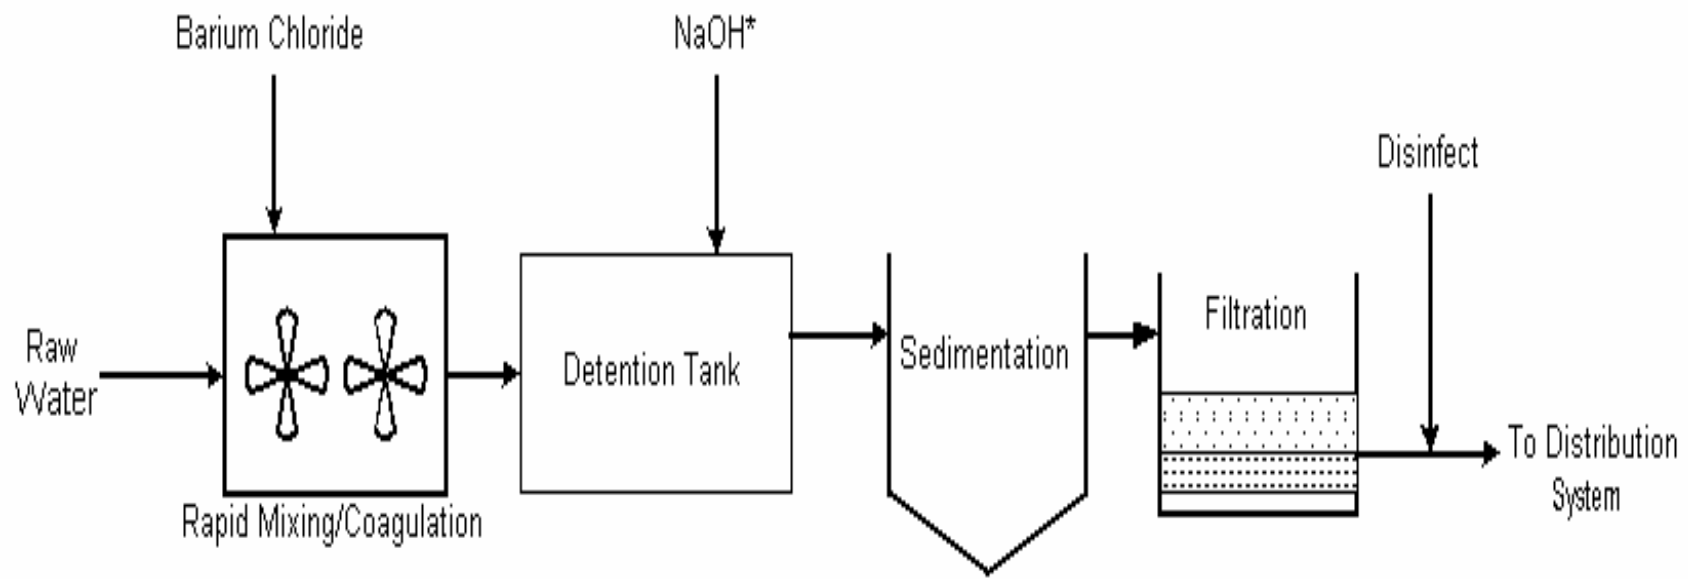 Barium Chloride
NaOH*
Disinfect
Raw
Water
Rapid Mixing/Coagulation
Detention Tank
Sedimentation
Filtration
To Distribution
System